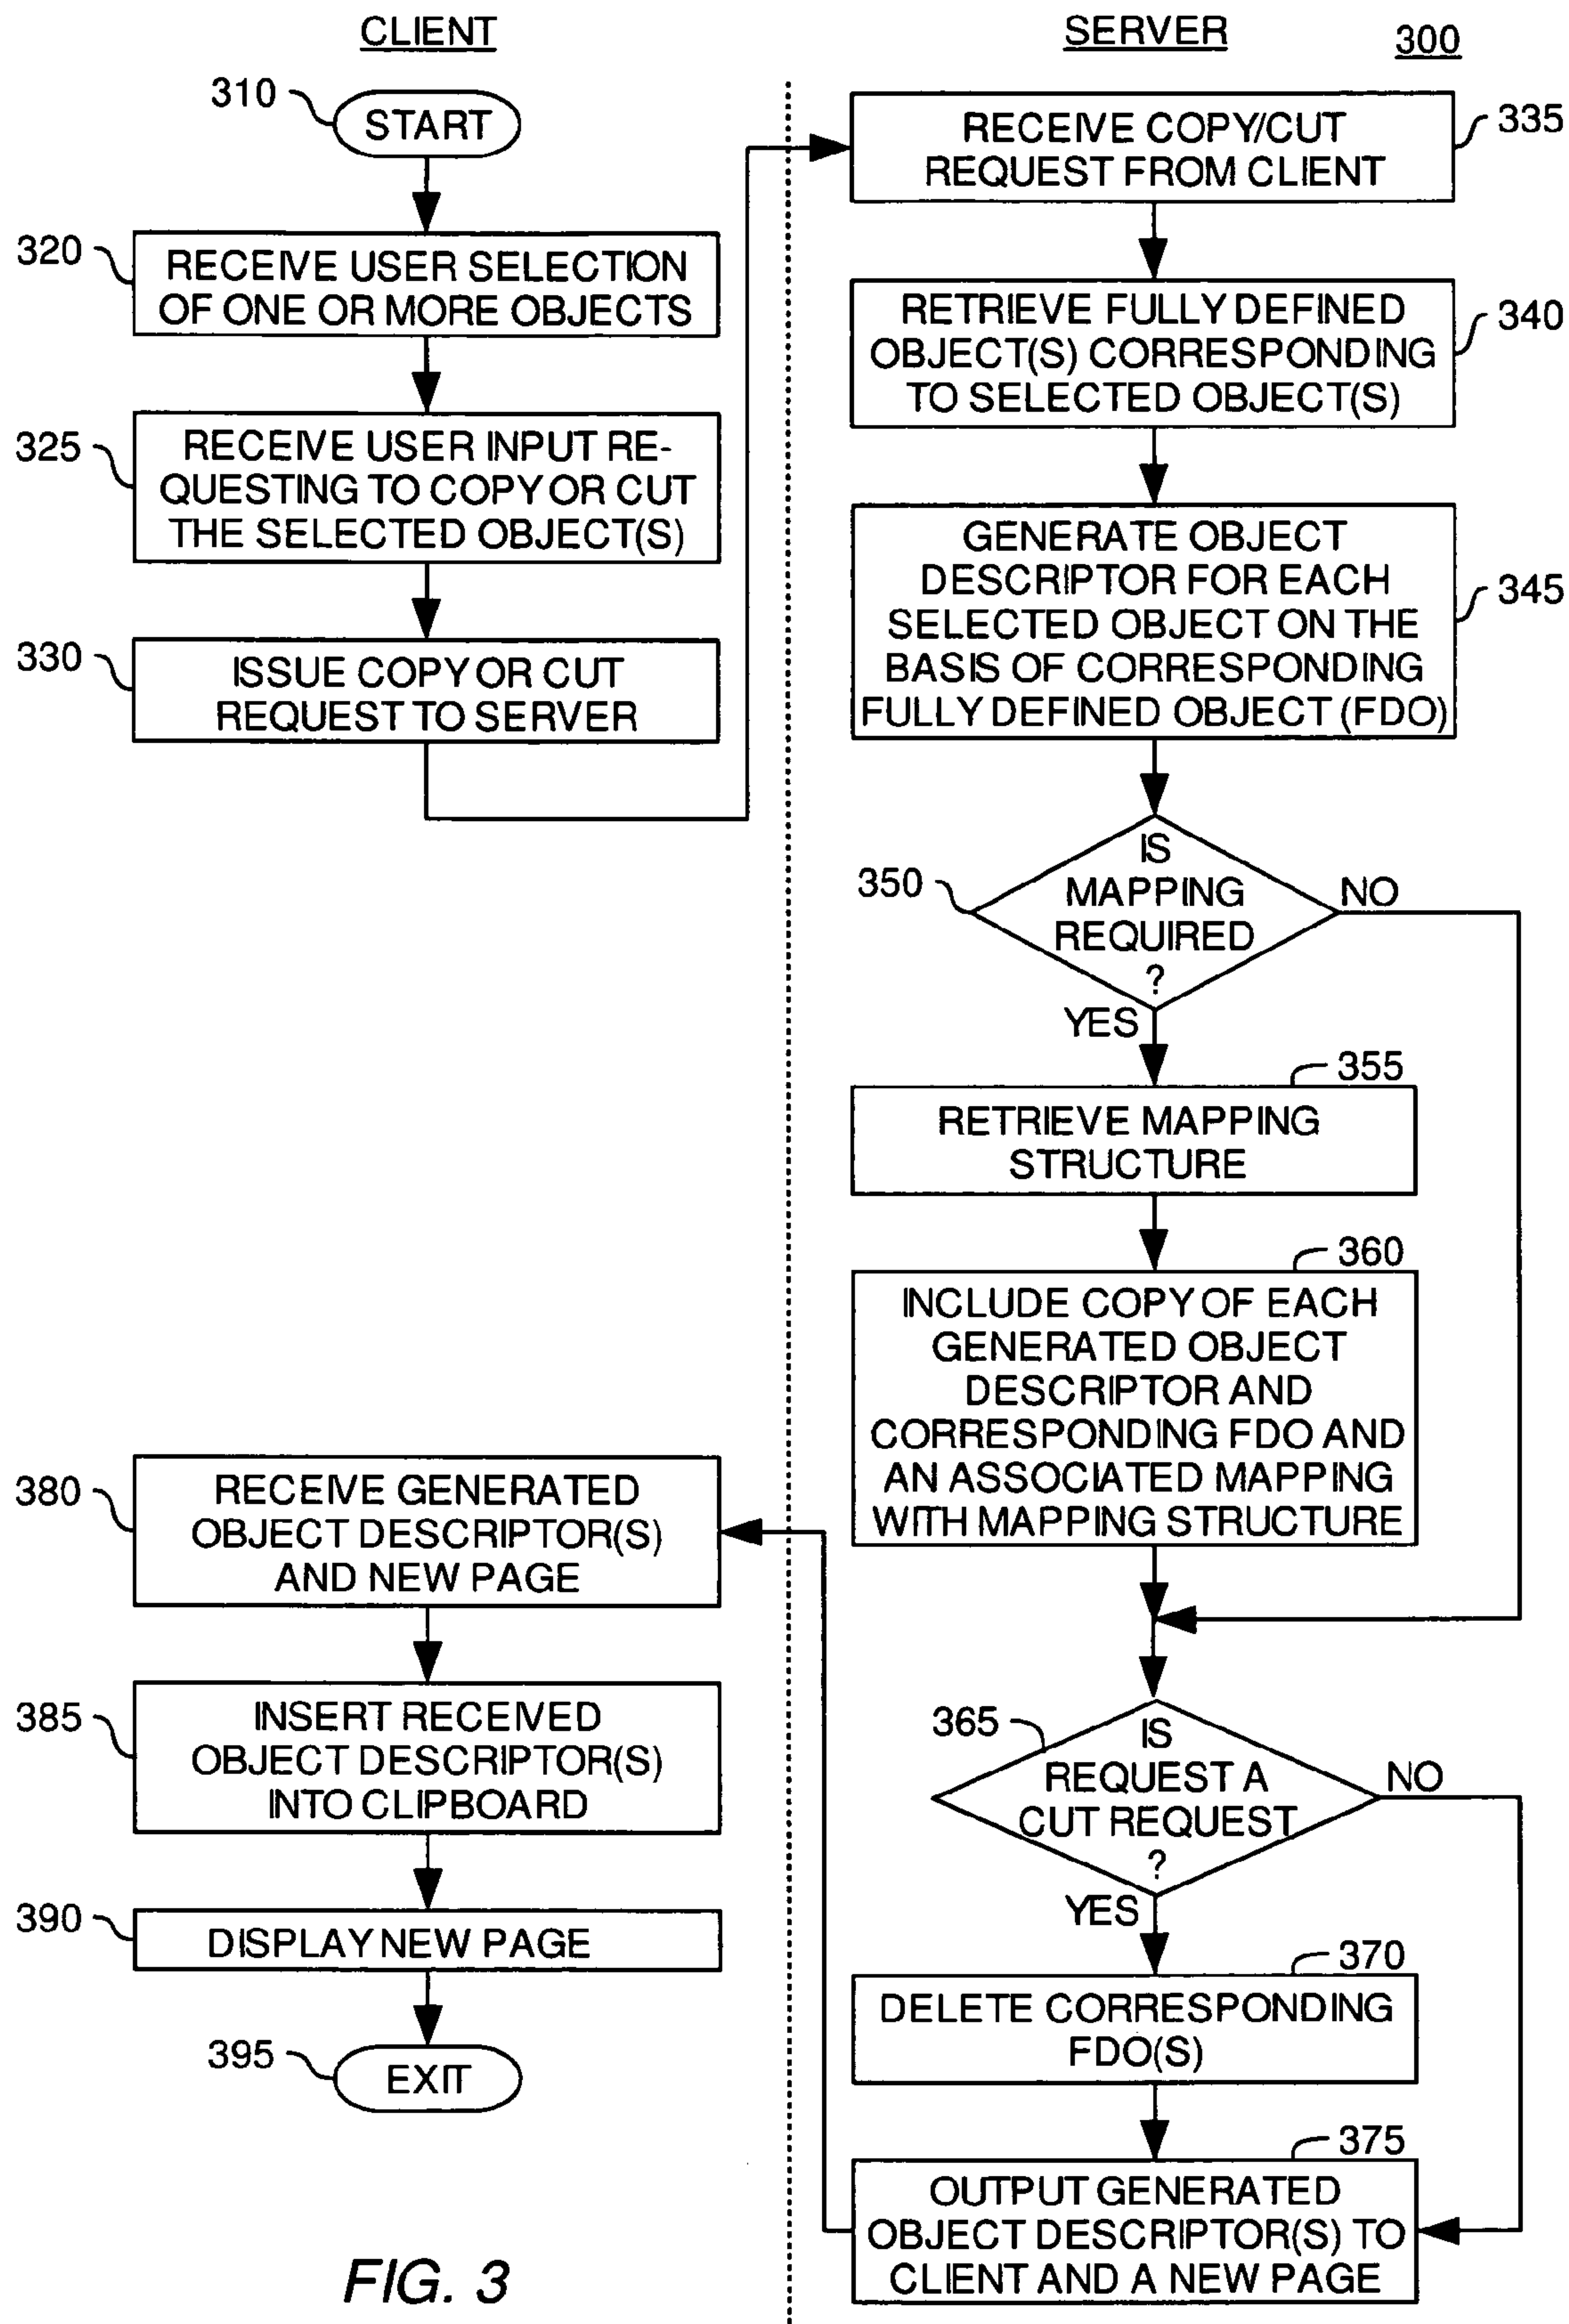 CLIENT
310
START
320
RECEIVE USER SELECTION
OF ONE OR MORE OBJECTS
325
RECEIVE USER INPUT RE-
QUESTING TO COPY OR CUT
THE SELECTED OBJECT(S)
330
ISSUE COPY OR CUT
REQUEST TO SERVER
SERVER
300
RECEIVE COPY/CUT
REQUEST FROM CLIENT
335
RETRIEVE FULLY DEFINED
OBJECT(S) CORRESPONDING
TO SELECTED OBJECT(S)
340
GENERATE OBJECT
DESCRIPTOR FOR EACH
SELECTED OBJECT ON THE
BASIS OF CORRESPONDING
FULLY DEFINED OBJECT (FDO)
345
350
IS
MAPPING
REQUIRED
?
NO
YES
355
RETRIEVE MAPPING
STRUCTURE
360
INCLUDE COPY OF EACH
GENERATED OBJECT
DESCRIPTOR AND
CORRESPONDING FDO AND
AN ASSOCIATED MAPPING
WITH MAPPING STRUCTURE
365
IS
REQUEST A
CUT REQUEST
?
NO
YES
370
DELETE CORRESPONDING
FDO(S)
375
OUTPUT GENERATED
OBJECT DESCRIPTOR(S) TO
CLIENT AND A NEW PAGE
380
RECEIVE GENERATED
OBJECT DESCRIPTOR(S)
AND NEW PAGE
385
INSERT RECEIVED
OBJECT DESCRIPTOR(S)
INTO CLIPBOARD
390
DISPLAY NEW PAGE
395
EXIT
FIG. 3